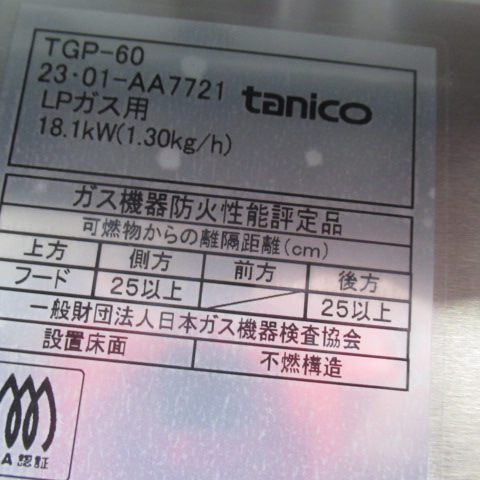 TGP-60
23・01-AA7721 tanico
LPガス用
18.1kW(1.30kg/h)
ガス機器防火性能評定品
可燃物からの離隔距離(cm)
上方 側方 前方 後方
フード 25以上 25以上
一般財団法人日本ガス機器検査協会
設置床面 不燃構造
A 認証